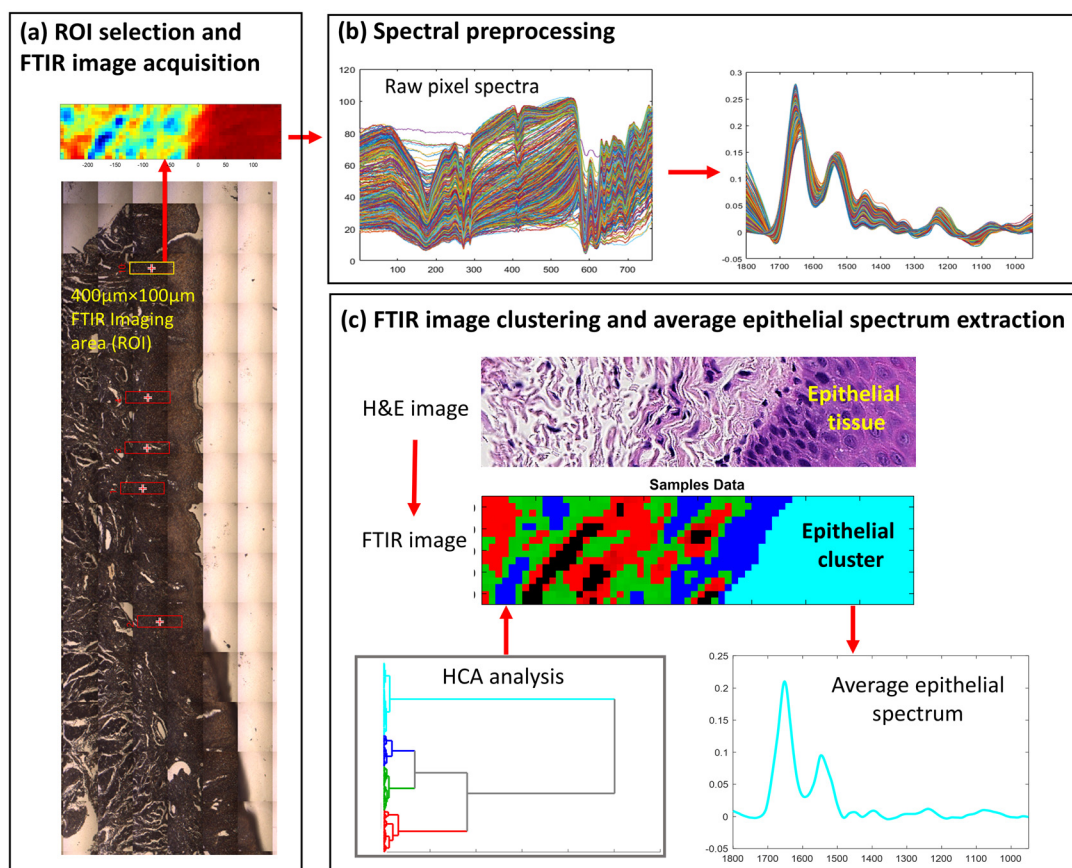 (a) ROI selection and
FTIR image acquisition
-200 -150 -100 -50 0 50 100
400μm×100μm
FTIR Imaging
area (ROI)
(b) Spectral preprocessing
Raw pixel spectra
120
100
80
60
40
20
0
100 200 300 400 500 600 700
0.3
0.25
0.2
0.15
0.1
0.05
0
-0.05
1800 1700 1600 1500 1400 1300 1200 1100 1000
(c) FTIR image clustering and average epithelial spectrum extraction
H&E image
Epithelial
tissue
Samples Data
FTIR image
Epithelial
cluster
HCA analysis
Average epithelial
spectrum
0.25
0.2
0.15
0.1
0.05
0
-0.05
1800 1700 1600 1500 1400 1300 1200 1100 1000